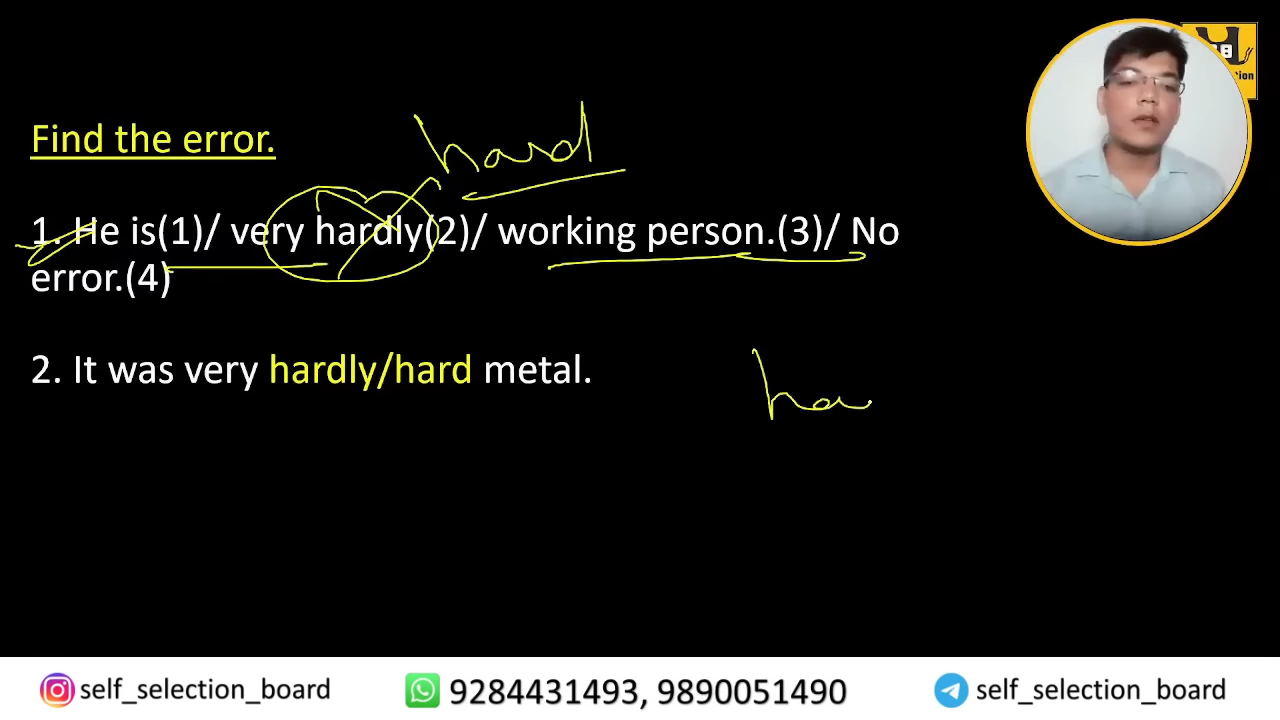 Find the error.
hard
1. He is(1)/ very hardly(2)/ working person.(3)/ No
error.(4)
2. It was very hardly/hard metal.
ha
self_selection_board
9284431493, 9890051490
self_selection_board